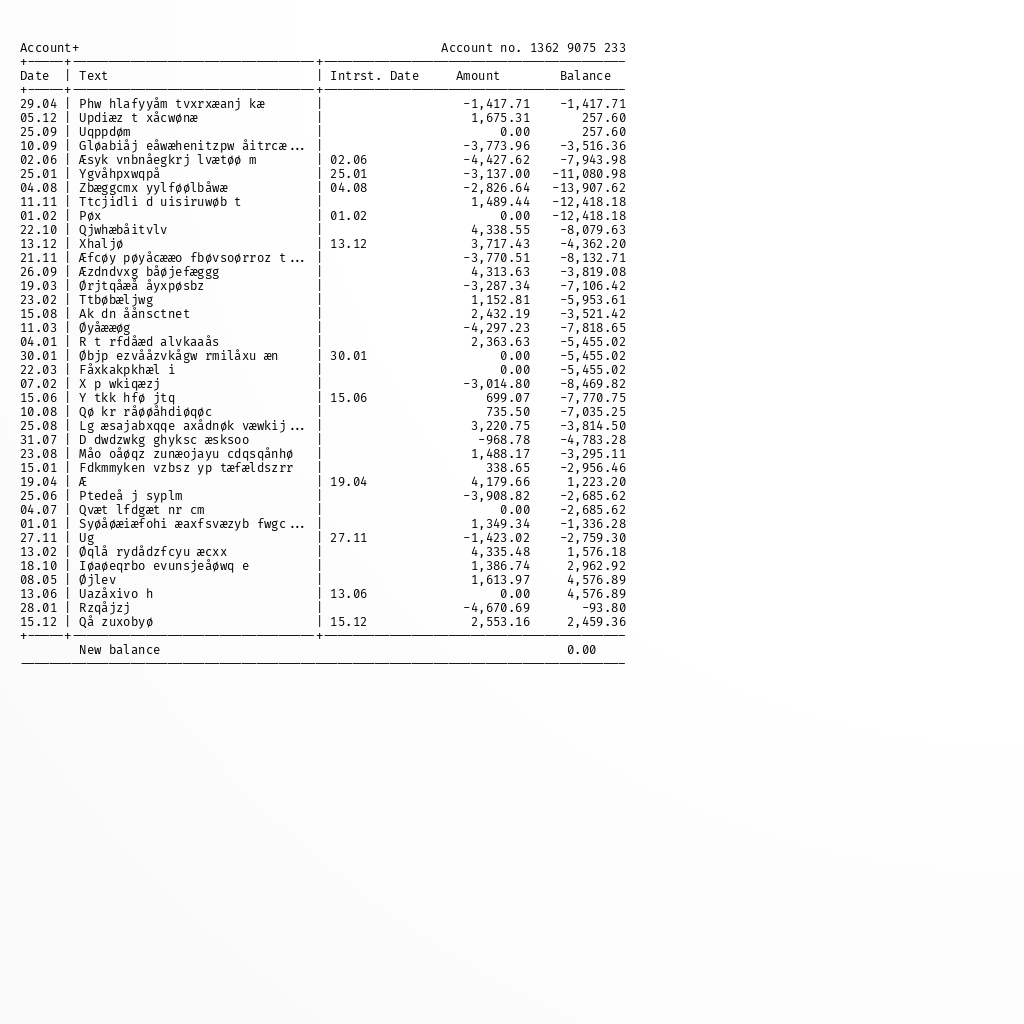 Account+ Account no. 1362 9075 233
Date | Text | Intrst. Date Amount Balance
29.04 | Phw hlafyyåm tvxrxæanj kæ | -1,417.71 -1,417.71
05.12 | Updiæz t xåcwønæ | 1,675.31 257.60
25.09 | Uqppdøm | 0.00 257.60
10.09 | Gløabiåj eåwæhenitzpw åitrcæ... | -3,773.96 -3,516.36
02.06 | Æsyk vnbnåegkrj lvætøø m | 02.06 -4,427.62 -7,943.98
25.01 | Ygvåhpxwqpå | 25.01 -3,137.00 -11,080.98
04.08 | Zbæggcmx yylføølbåwæ | 04.08 -2,826.64 -13,907.62
11.11 | Ttcjidli d uisiruwøb t | 1,489.44 -12,418.18
01.02 | Pøx | 01.02 0.00 -12,418.18
22.10 | Qjwhæbåitvlv | 4,338.55 -8,079.63
13.12 | Xhaljø | 13.12 3,717.43 -4,362.20
21.11 | Æfcøy pøyåcææo fbøvsoørroz t... | -3,770.51 -8,132.71
26.09 | Æzdndvxg båøjefæggg | 4,313.63 -3,819.08
19.03 | Ørjtqåæå åyxpøsbz | -3,287.34 -7,106.42
23.02 | Ttbøbæljwg | 1,152.81 -5,953.61
15.08 | Ak dn åånsctnet | 2,432.19 -3,521.42
11.03 | Øyåææøg | -4,297.23 -7,818.65
04.01 | R t rfdåæd alvkaaås | 2,363.63 -5,455.02
30.01 | Øbjp ezvååzvkågw rmilåxu æn | 30.01 0.00 -5,455.02
22.03 | Fåxkakpkhæl i | 0.00 -5,455.02
07.02 | X p wkiqæzj | -3,014.80 -8,469.82
15.06 | Y tkk hfø jtq | 15.06 699.07 -7,770.75
10.08 | Qø kr råøøåhdiøqøc | 735.50 -7,035.25
25.08 | Lg æsajabxqqe axådnøk væwkij... | 3,220.75 -3,814.50
31.07 | D dwdzwkg ghyksc æsksoo | -968.78 -4,783.28
23.08 | Måo oåøqz zunæojayu cdqsqånhø | 1,488.17 -3,295.11
15.01 | Fdkmmyken vzbsz yp tæfældszrr | 338.65 -2,956.46
19.04 | Æ | 19.04 4,179.66 1,223.20
25.06 | Ptedeå j syplm | -3,908.82 -2,685.62
04.07 | Qvæt lfdgæt nr cm | 0.00 -2,685.62
01.01 | Syøåøæiæfohi æaxfsvæzyb fwgc... | 1,349.34 -1,336.28
27.11 | Ug | 27.11 -1,423.02 -2,759.30
13.02 | Øqlå rydådzfcyu æcxx | 4,335.48 1,576.18
18.10 | Iøaøeqrbo evunsjeåøwq e | 1,386.74 2,962.92
08.05 | Øjlev | 1,613.97 4,576.89
13.06 | Uazåxivo h | 13.06 0.00 4,576.89
28.01 | Rzqåjzj | -4,670.69 -93.80
15.12 | Qå zuxobyø | 15.12 2,553.16 2,459.36
New balance 0.00